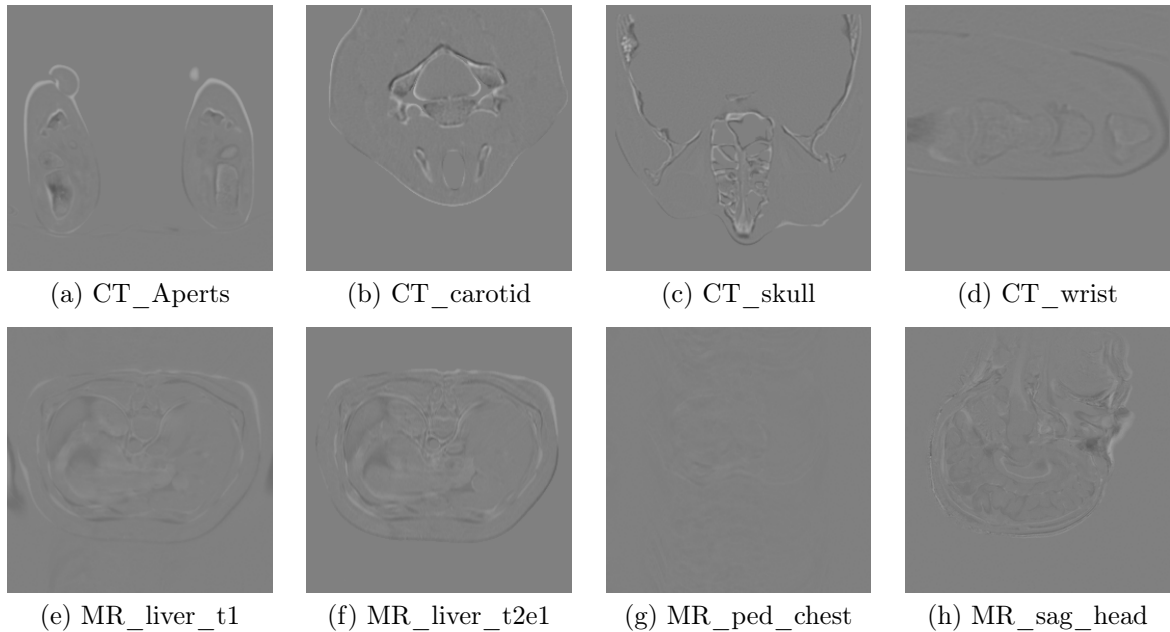 (a) CT_Aperts
(b) CT_carotid
(c) CT_skull
(d) CT_wrist
(e) MR_liver_t1
(f) MR_liver_t2e1
(g) MR_ped_chest
(h) MR_sag_head